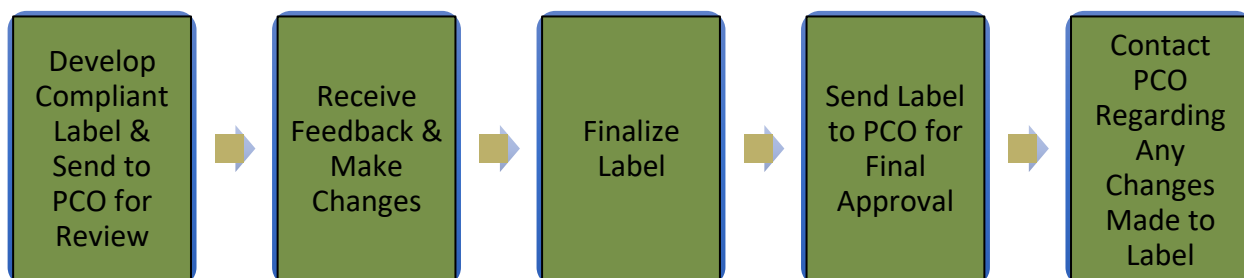 Develop
Compliant
Label &
Send to
PCO for
Review
Receive
Feedback &
Make
Changes
Finalize
Label
Send Label
to PCO for
Final
Approval
Contact
PCO
Regarding
Any
Changes
Made to
Label